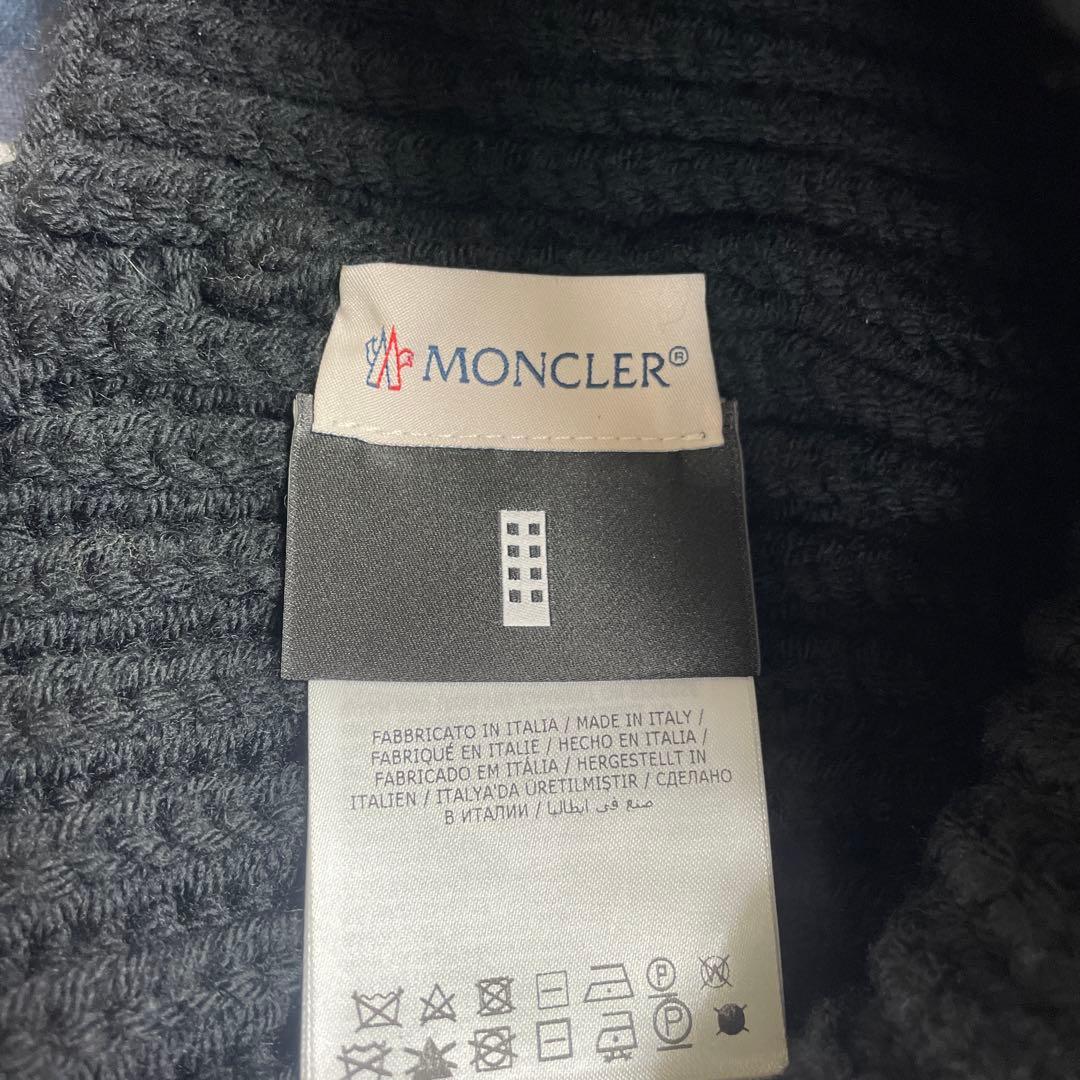 MONCLER®
FABBRICATO IN ITALIA / MADE IN ITALY /
FABRIQUÉ EN ITALIE / HECHO EN ITALIA /
FABRICADO EM ITÁLIA / HERGESTELLT IN
ITALIEN / ITALYA'DA ÜRETILMIŞTIR / СДЕЛАНО
В ИТАЛИИ / صنع في ايطاليا
P
W
P